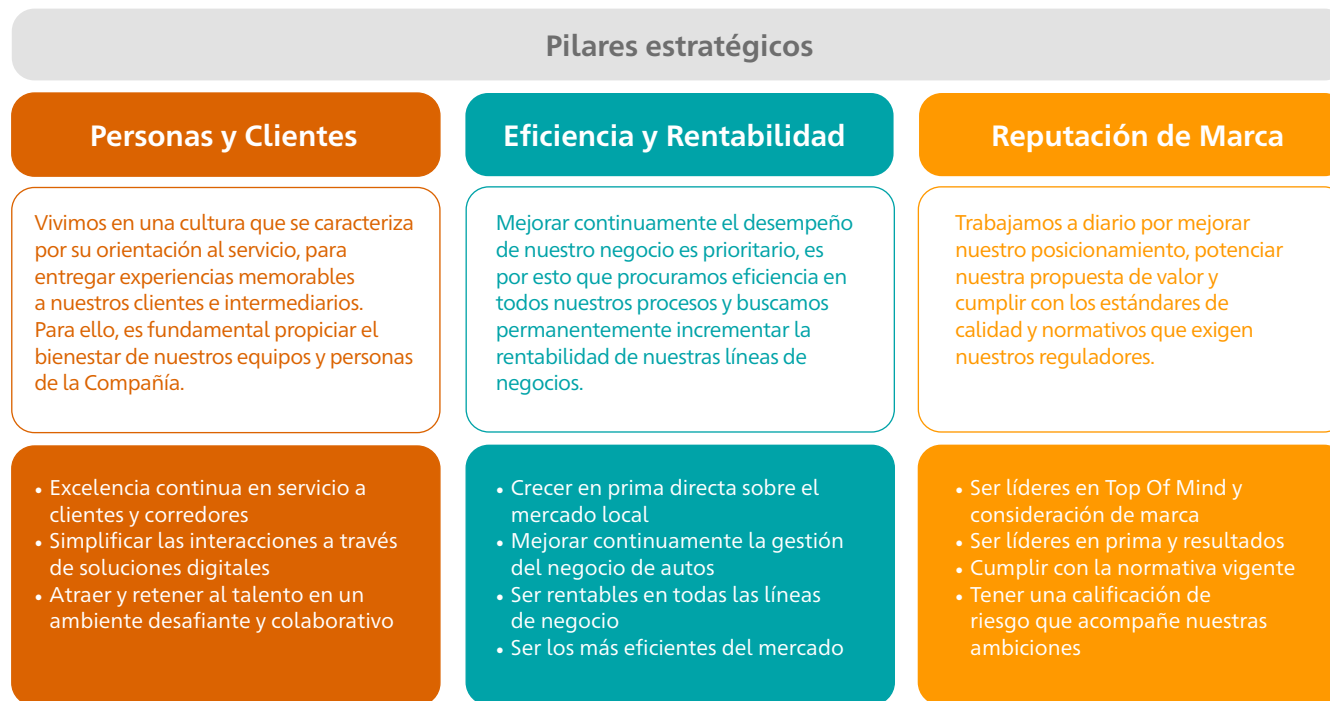 Pilares estratégicos
Personas y Clientes
Vivimos en una cultura que se caracteriza
por su orientación al servicio, para
entregar experiencias memorables
a nuestros clientes e intermediarios.
Para ello, es fundamental propiciar el
bienestar de nuestros equipos y personas
de la Compañía.
• Excelencia continua en servicio a
clientes y corredores
• Simplificar las interacciones a través
de soluciones digitales
• Atraer y retener al talento en un
ambiente desafiante y colaborativo
Eficiencia y Rentabilidad
Mejorar continuamente el desempeño
de nuestro negocio es prioritario, es
por esto que procuramos eficiencia en
todos nuestros procesos y buscamos
permanentemente incrementar la
rentabilidad de nuestras líneas de
negocios.
• Crecer en prima directa sobre el
mercado local
• Mejorar continuamente la gestión
del negocio de autos
• Ser rentables en todas las líneas
de negocio
• Ser los más eficientes del mercado
Reputación de Marca
Trabajamos a diario por mejorar
nuestro posicionamiento, potenciar
nuestra propuesta de valor y
cumplir con los estándares de
calidad y normativos que exigen
nuestros reguladores.
• Ser líderes en Top Of Mind y
consideración de marca
• Ser líderes en prima y resultados
• Cumplir con la normativa vigente
• Tener una calificación de
riesgo que acompañe nuestras
ambiciones